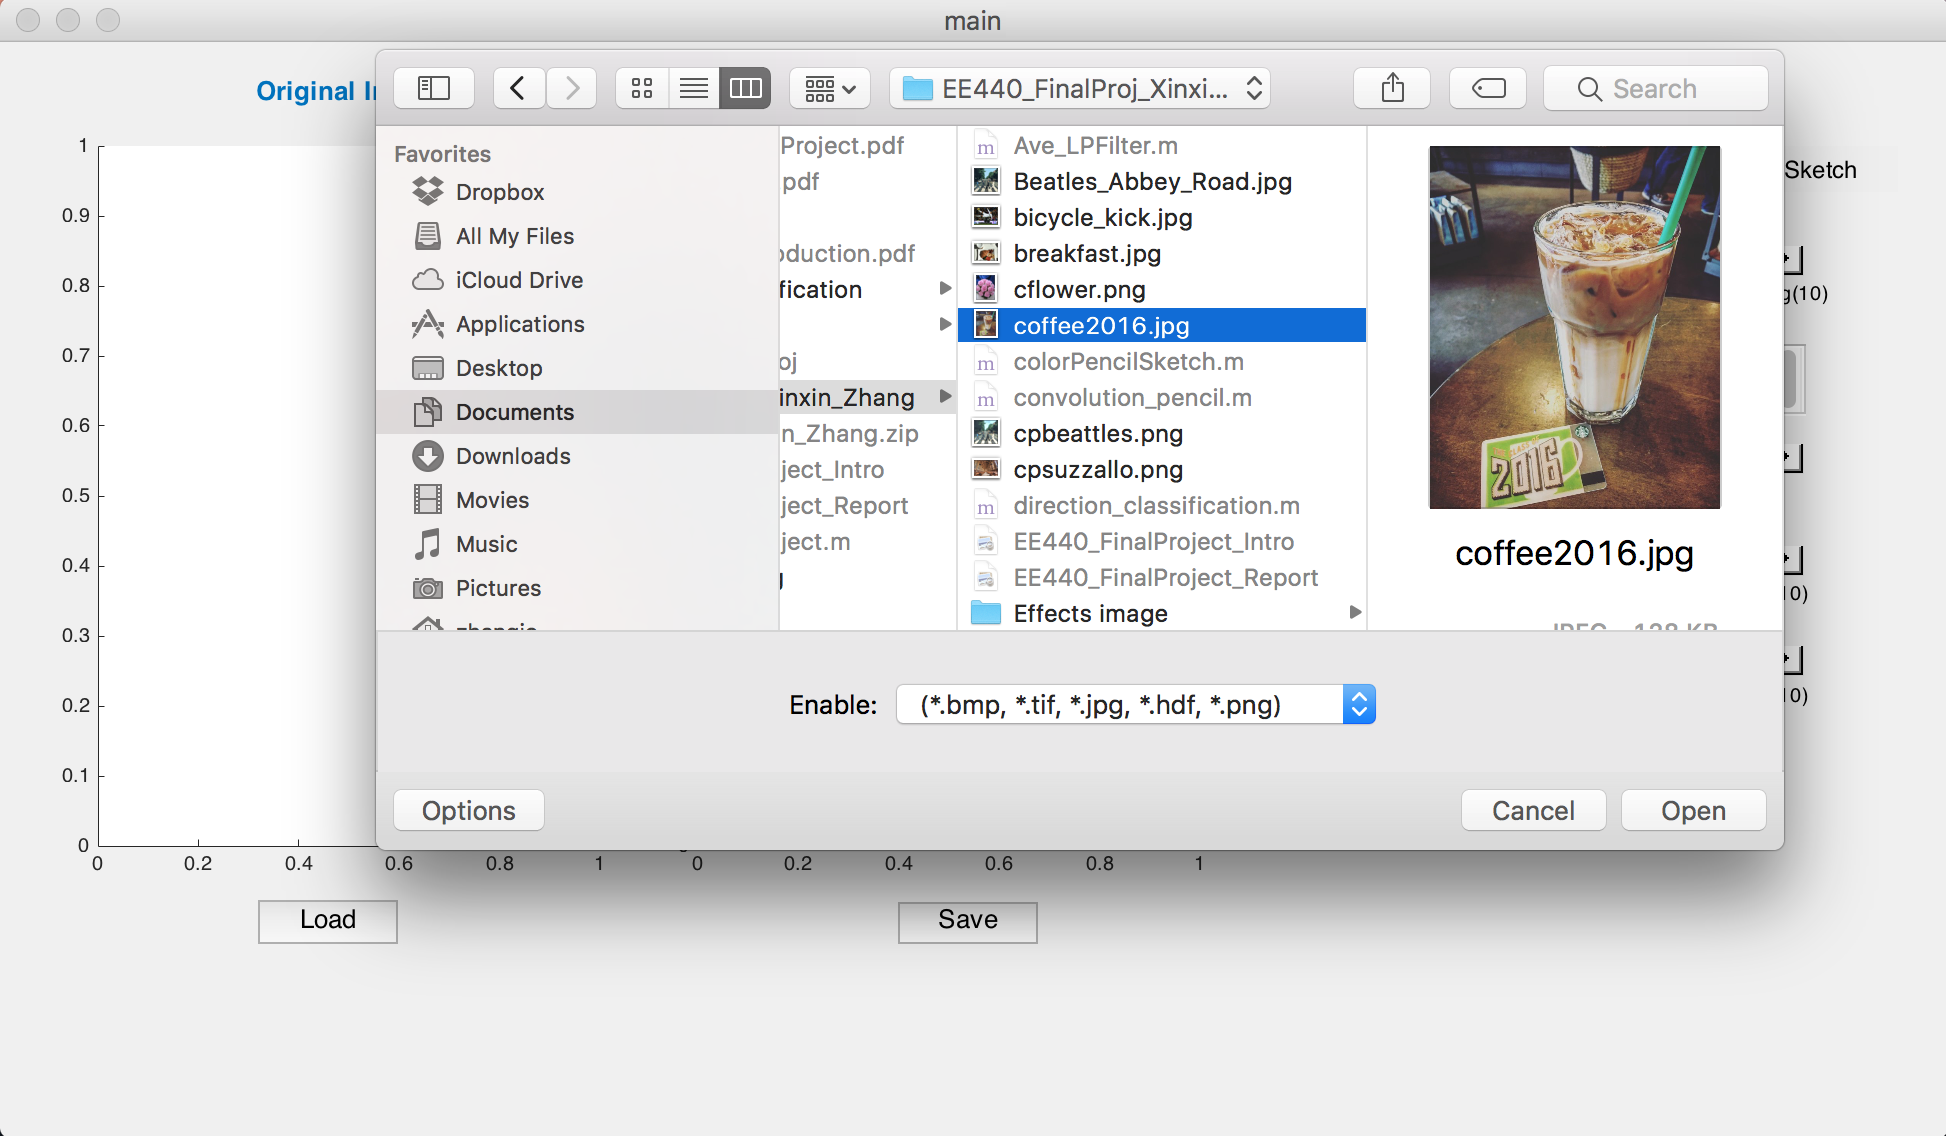 main
Original I
EE440_FinalProj_Xinxi...
Search
Favorites
Dropbox
All My Files
iCloud Drive
Applications
Desktop
Documents
Downloads
Movies
Music
Pictures
Project.pdf
pdf
oduction.pdf
fication
oj
inxin_Zhang
n_Zhang.zip
ject_Intro
ject_Report
ject.m
Ave_LPFilter.m
Beatles_Abbey_Road.jpg
bicycle_kick.jpg
breakfast.jpg
cflower.png
coffee2016.jpg
colorPencilSketch.m
convolution_pencil.m
cpbeattles.png
cpsuzzallo.png
direction_classification.m
EE440_FinalProject_Intro
EE440_FinalProject_Report
Effects image
2016
coffee2016.jpg
Enable: (*.bmp, *.tif, *.jpg, *.hdf, *.png)
Options
Cancel
Open
Sketch
g(10)
10)
10)
1
0.9
0.8
0.7
0.6
0.5
0.4
0.3
0.2
0.1
0
0 0.2 0.4 0.6 0.8 1
0 0.2 0.4 0.6 0.8 1
Load
Save